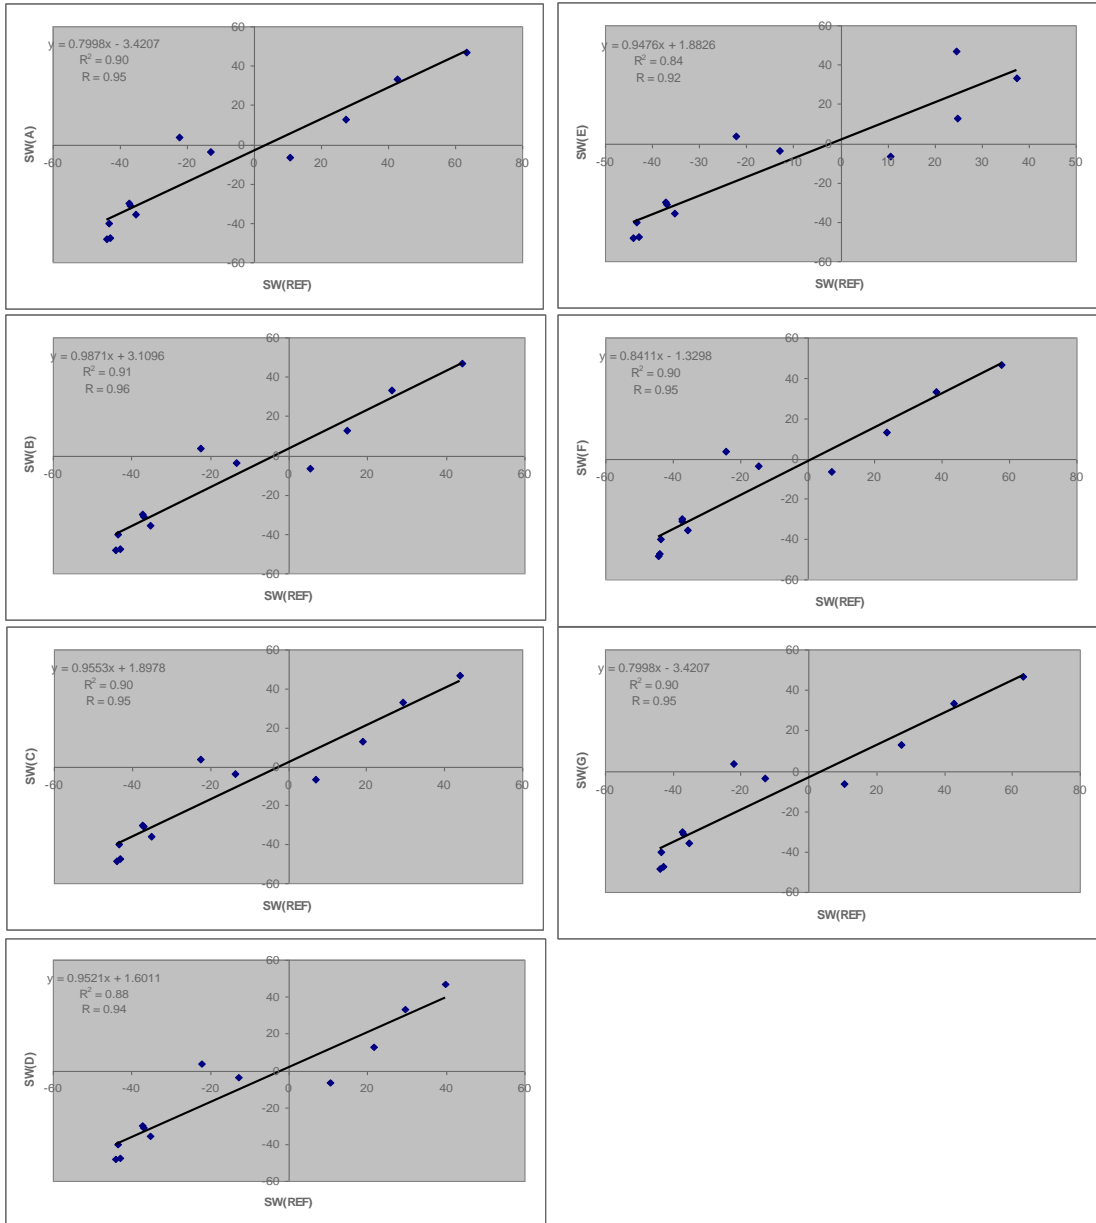 y = 0.7998x - 3.4207
R² = 0.90
R = 0.95
60
40
20
0
-20
-40
-60
-60 -40 -20 0 20 40 60 80
SW(A)
SW(REF)
y = 0.9476x + 1.8826
R² = 0.84
R = 0.92
60
40
20
0
-20
-40
-60
-50 -40 -30 -20 -10 0 10 20 30 40 50
SW(E)
SW(REF)
y = 0.9871x + 3.1096
R² = 0.91
R = 0.96
60
40
20
0
-20
-40
-60
-60 -40 -20 0 20 40 60
SW(B)
SW(REF)
y = 0.8411x - 1.3298
R² = 0.90
R = 0.95
60
40
20
0
-20
-40
-60
-60 -40 -20 0 20 40 60 80
SW(F)
SW(REF)
y = 0.9553x + 1.8978
R² = 0.90
R = 0.95
60
40
20
0
-20
-40
-60
-60 -40 -20 0 20 40 60
SW(C)
SW(REF)
y = 0.7998x - 3.4207
R² = 0.90
R = 0.95
60
40
20
0
-20
-40
-60
-60 -40 -20 0 20 40 60 80
SW(G)
SW(REF)
y = 0.9521x + 1.6011
R² = 0.88
R = 0.94
60
40
20
0
-20
-40
-60
-60 -40 -20 0 20 40 60
SW(D)
SW(REF)